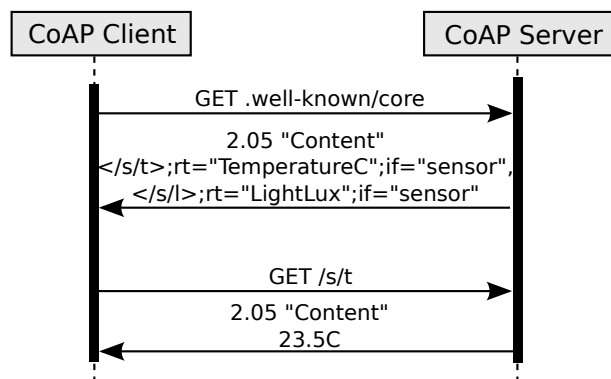 CoAP Client
CoAP Server
GET .well-known/core
2.05 "Content"
</s/t>;rt="TemperatureC";if="sensor",
</s/l>;rt="LightLux";if="sensor"
GET /s/t
2.05 "Content"
23.5C